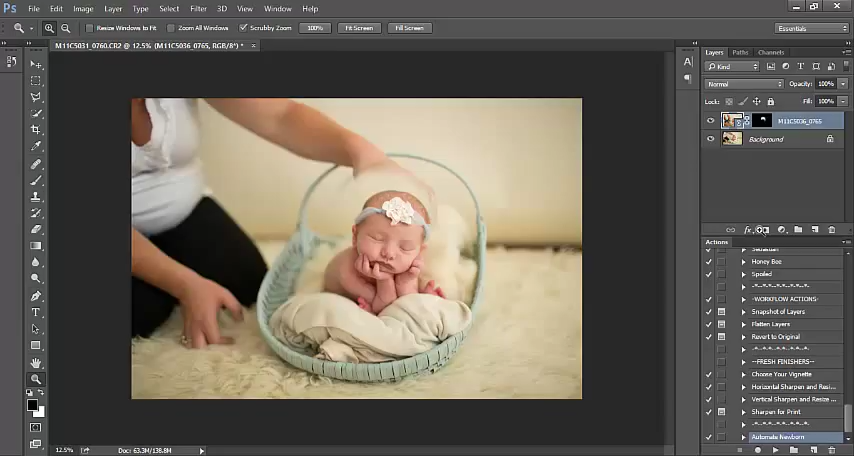 Ps File Edit Image Layer Type Select Filter 3D View Window Help
Resize Windows to Fit Zoom All Windows Scrubby Zoom 100% Fit Screen Fill Screen Essentials
M11C5031_0760.CR2 @ 12.5% (M11C5036_0765, RGB/8*) * ×
Layers Paths Channels
Kind
Normal Opacity: 100%
Lock: Fill: 100%
M11C5036_0765
Background
fx
Actions
Honey Bee
Spoiled
-*--*--*--*--*--*-
-WORKFLOW ACTIONS-
Snapshot of Layers
Flatten Layers
Revert to Original
-*--*--*--*--*--*-
--FRESH FINISHERS--
Choose Your Vignette
Horizontal Sharpen and Resi...
Vertical Sharpen and Resize ...
Sharpen for Print
-*--*--*--*--*--*-
Automate Newborn
12.5% Doc: 63.3M/138.8M